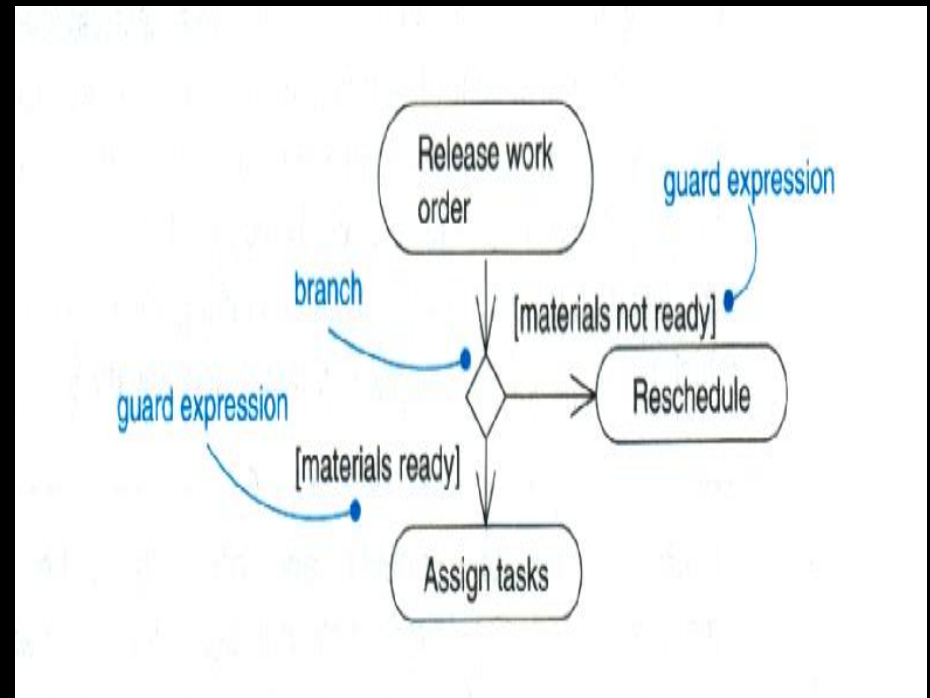 Release work
order
guard expression
branch
[materials not ready]
Reschedule
guard expression
[materials ready]
Assign tasks